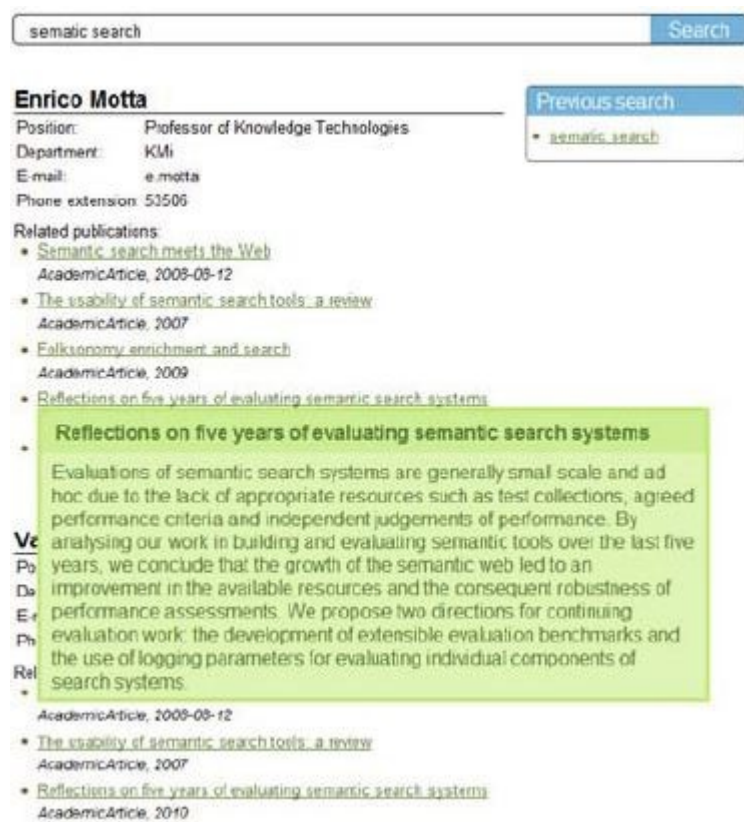 sematic search
Search
Enrico Motta
Previous search
Position: Professor of Knowledge Technologies
• sematic search
Department: KMi
E-mail: e.motta
Phone extension 53506
Related publications:
• Semantic search meets the Web
AcademicArticle, 2008-08-12
• The usability of semantic search tools: a review
AcademicArticle, 2007
• Folksonomy enrichment and search
AcademicArticle, 2009
• Reflections on five years of evaluating semantic search systems
Reflections on five years of evaluating semantic search systems
Evaluations of semantic search systems are generally small scale and ad
hoc due to the lack of appropriate resources such as test collections, agreed
performance criteria and independent judgements of performance. By
analysing our work in building and evaluating semantic tools over the last five
years, we conclude that the growth of the semantic web led to an
improvement in the available resources and the consequent robustness of
performance assessments. We propose two directions for continuing
evaluation work: the development of extensible evaluation benchmarks and
the use of logging parameters for evaluating individual components of
search systems.
Va
Po
De
E-
Ph
Rel
AcademicArticle, 2008-08-12
• The usability of semantic search tools: a review
AcademicArticle, 2007
• Reflections on five years of evaluating semantic search systems
AcademicArticle, 2010